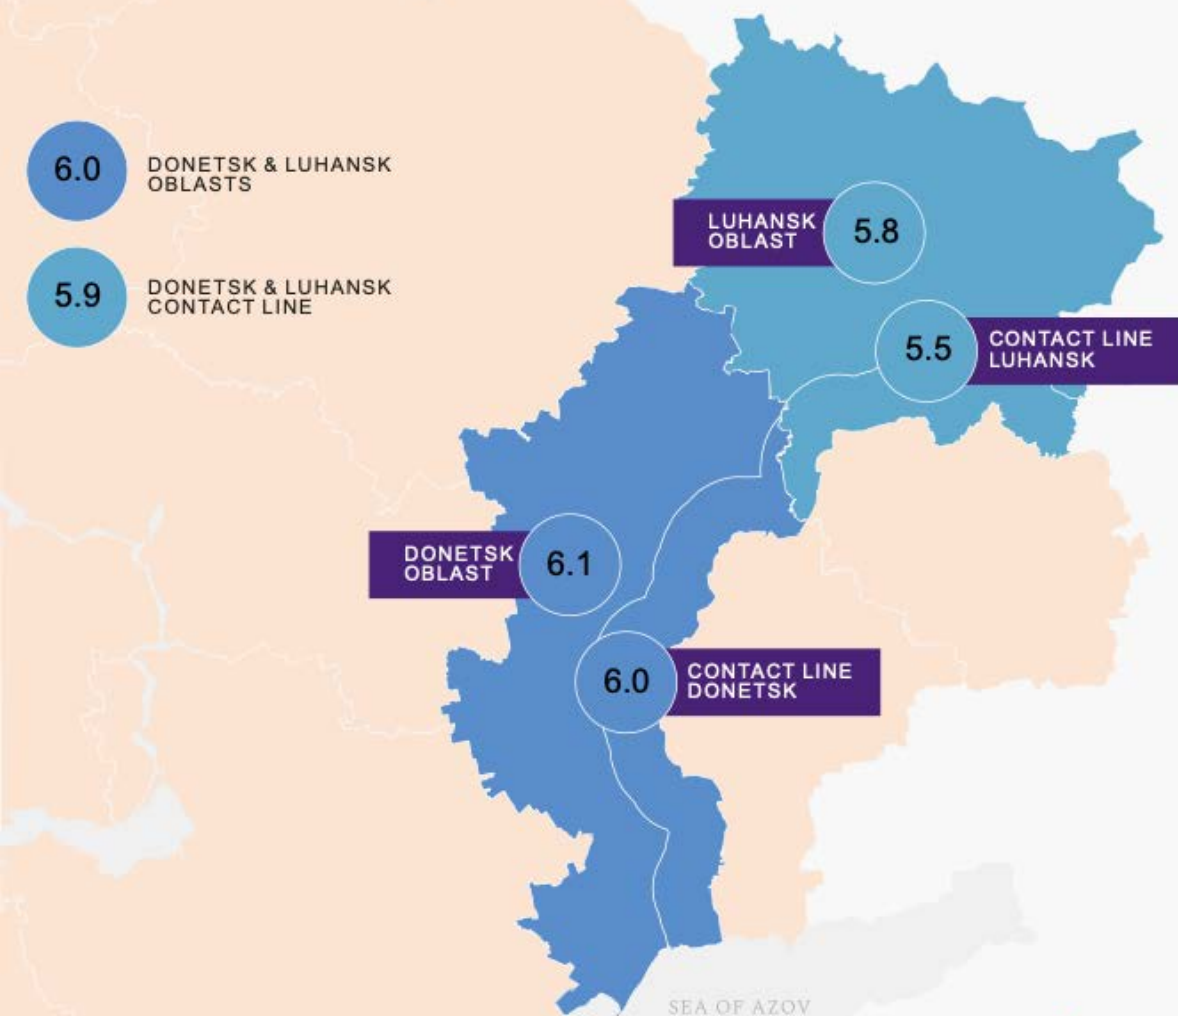 6.0
DONETSK & LUHANSK
OBLASTS
5.9
DONETSK & LUHANSK
CONTACT LINE
LUHANSK
OBLAST
5.8
5.5
CONTACT LINE
LUHANSK
DONETSK
OBLAST
6.1
6.0
CONTACT LINE
DONETSK
SEA OF AZOV